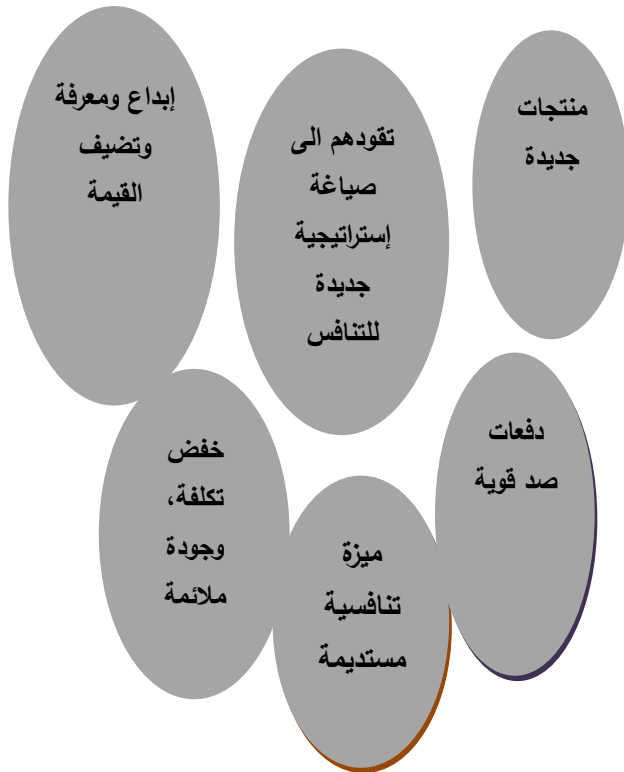 منتجات
جديدة
تقودهم الى
صياغة
إستراتيجية
جديدة
للتنافس
إبداع ومعرفة
وتضيف
القيمة
دفعات
صد قوية
ميزة
تنافسية
مستديمة
خفض
تكلفة،
وجودة
ملائمة